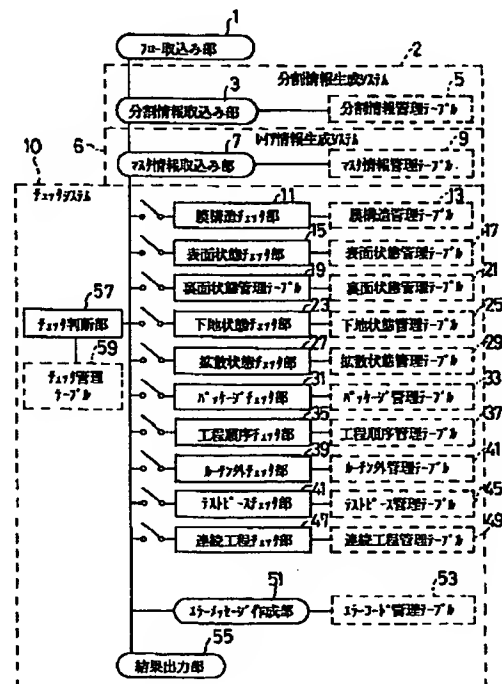 1
フロー取込み部
2
分割情報生成システム
3
5
分割情報取込み部
分割情報管理テーブル
6
レイア情報生成システム
7
9
マスタ情報取込み部
マスタ情報管理テーブル
10
チェックシステム
11
13
膜構造チェック部
膜構造管理テーブル
15
17
表面状態チェック部
表面状態管理テーブル
19
21
裏面状態管理テーブル
裏面状態管理テーブル
57
23
25
チェック判断部
下地状態チェック部
下地状態管理テーブル
59
27
29
チェック管理
テーブル
拡散状態チェック部
拡散状態管理テーブル
31
33
パッケージチェック部
パッケージ管理テーブル
35
37
工程順序チェック部
工程順序管理テーブル
39
41
ルーチン外チェック部
ルーチン外管理テーブル
41
45
テストピースチェック部
テストピース管理テーブル
47
49
連続工程チェック部
連続工程管理テーブル
51
53
エラーメッセージ作成部
エラーコード管理テーブル
55
結果出力部